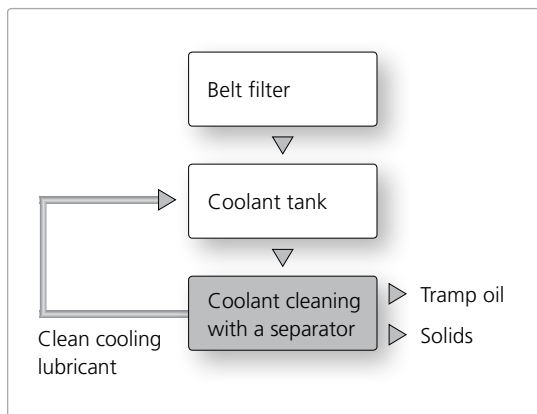 Belt filter
Coolant tank
Coolant cleaning
with a separator
Tramp oil
Solids
Clean cooling
lubricant